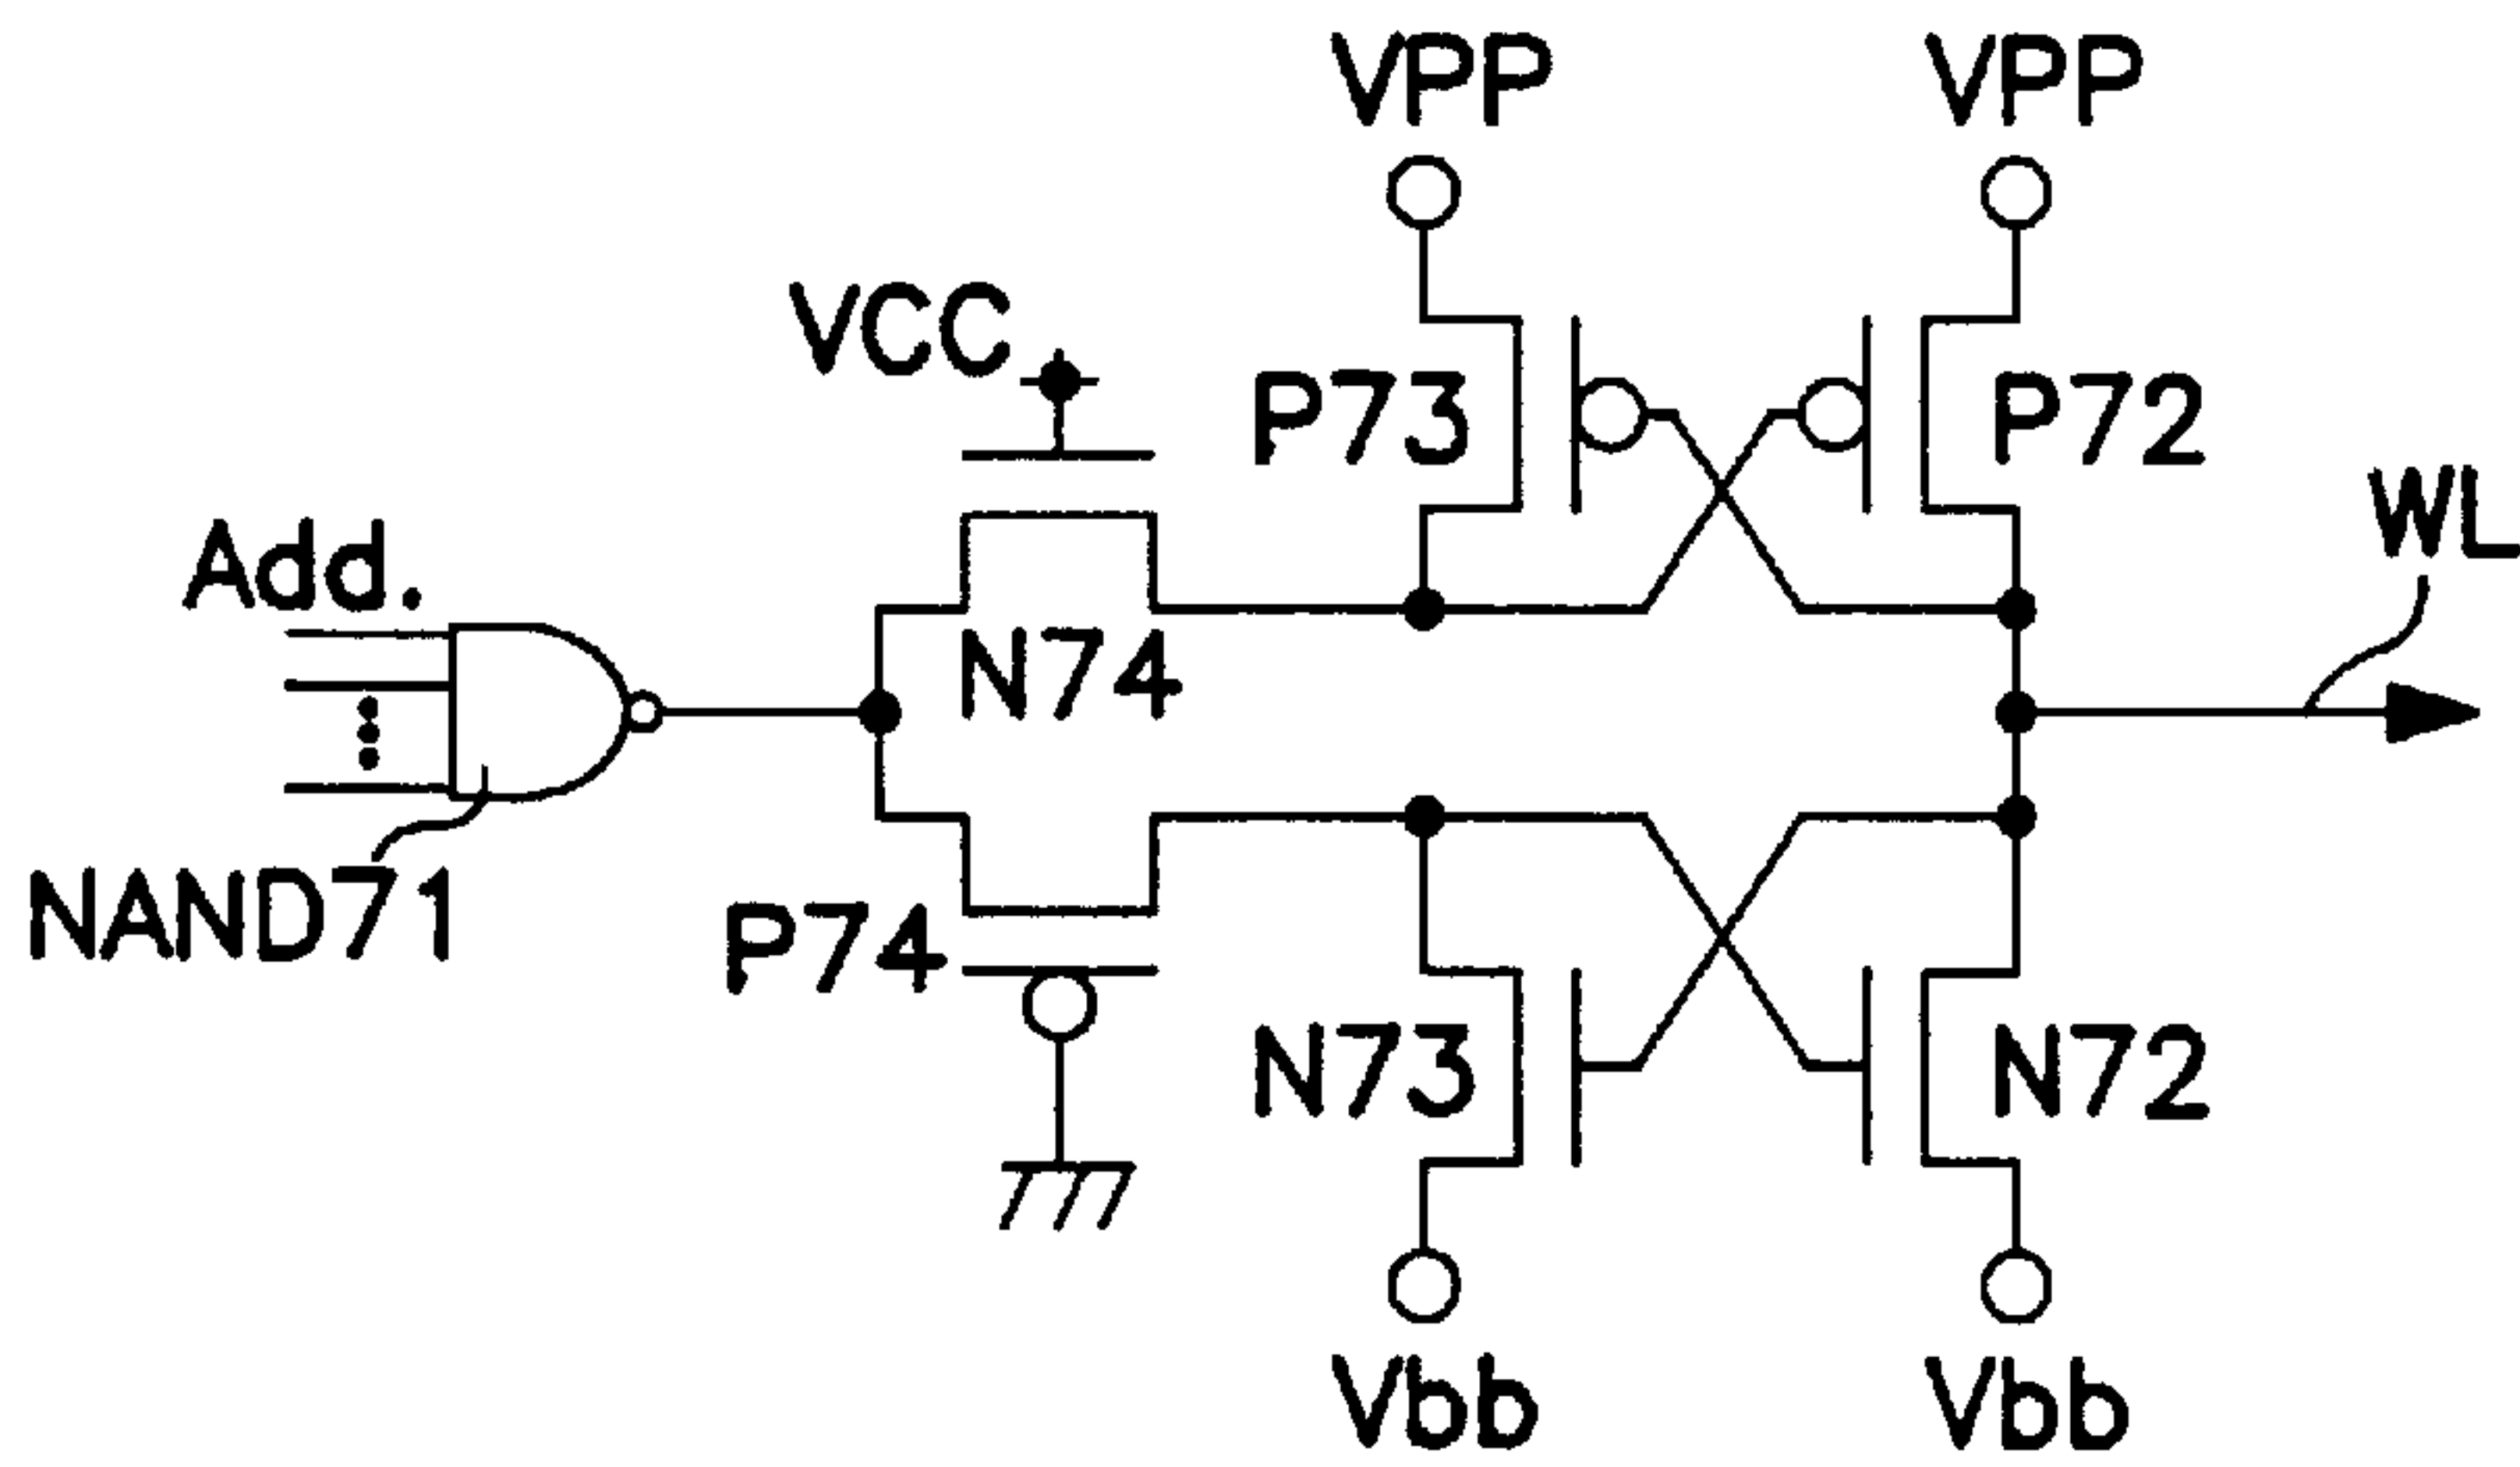 VPP VPP
VCC
P73 P72
WL
Add.
N74
NAND71
P74
N73 N72
Vbb Vbb